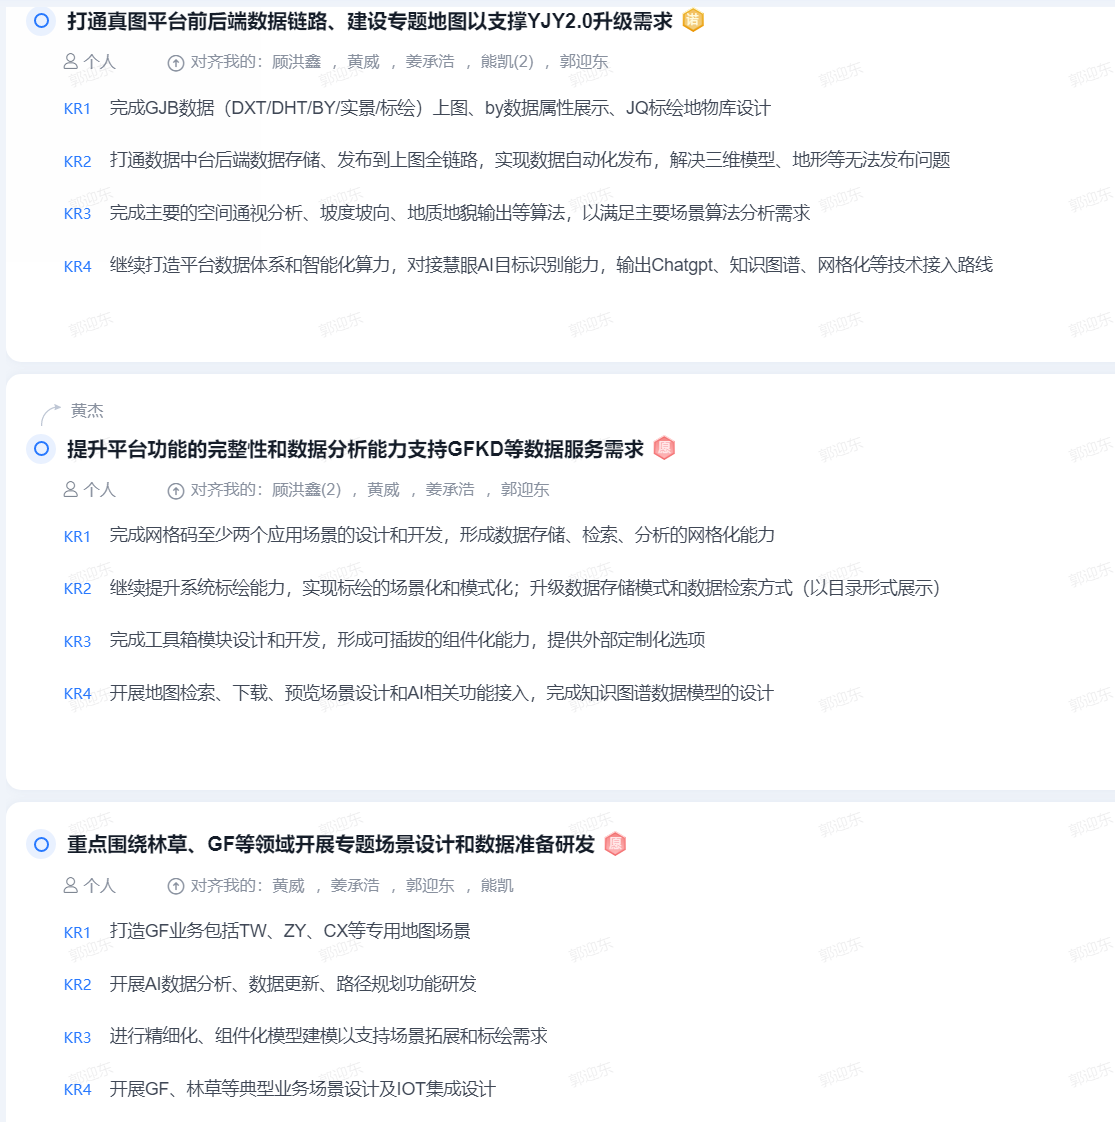 打通真图平台前后端数据链路、建设专题地图以支撑YJY2.0升级需求 谱
个人 对齐我的：顾洪鑫 ，黄威 ，姜承浩 ，熊凯(2) ，郭迎东
KR1 完成GJB数据（DXT/DHT/BY/实景/标绘）上图、by数据属性展示、JQ标绘地物库设计
KR2 打通数据中台后端数据存储、发布到上图全链路，实现数据自动化发布，解决三维模型、地形等无法发布问题
KR3 完成主要的空间通视分析、坡度坡向、地质地貌输出等算法，以满足主要场景算法分析需求
KR4 继续打造平台数据体系和智能化算力，对接慧眼AI目标识别能力，输出Chatgpt、知识图谱、网格化等技术接入路线
黄杰
提升平台功能的完整性和数据分析能力支持GFKD等数据服务需求 愿
个人 对齐我的：顾洪鑫(2) ，黄威 ，姜承浩 ，郭迎东
KR1 完成网格码至少两个应用场景的设计和开发，形成数据存储、检索、分析的网格化能力
KR2 继续提升系统标绘能力，实现标绘的场景化和模式化；升级数据存储模式和数据检索方式（以目录形式展示）
KR3 完成工具箱模块设计和开发，形成可插拔的组件化能力，提供外部定制化选项
KR4 开展地图检索、下载、预览场景设计和AI相关功能接入，完成知识图谱数据模型的设计
重点围绕林草、GF等领域开展专题场景设计和数据准备研发 愿
个人 对齐我的：黄威 ，姜承浩 ，郭迎东 ，熊凯
KR1 打造GF业务包括TW、ZY、CX等专用地图场景
KR2 开展AI数据分析、数据更新、路径规划功能研发
KR3 进行精细化、组件化模型建模以支持场景拓展和标绘需求
KR4 开展GF、林草等典型业务场景设计及IOT集成设计